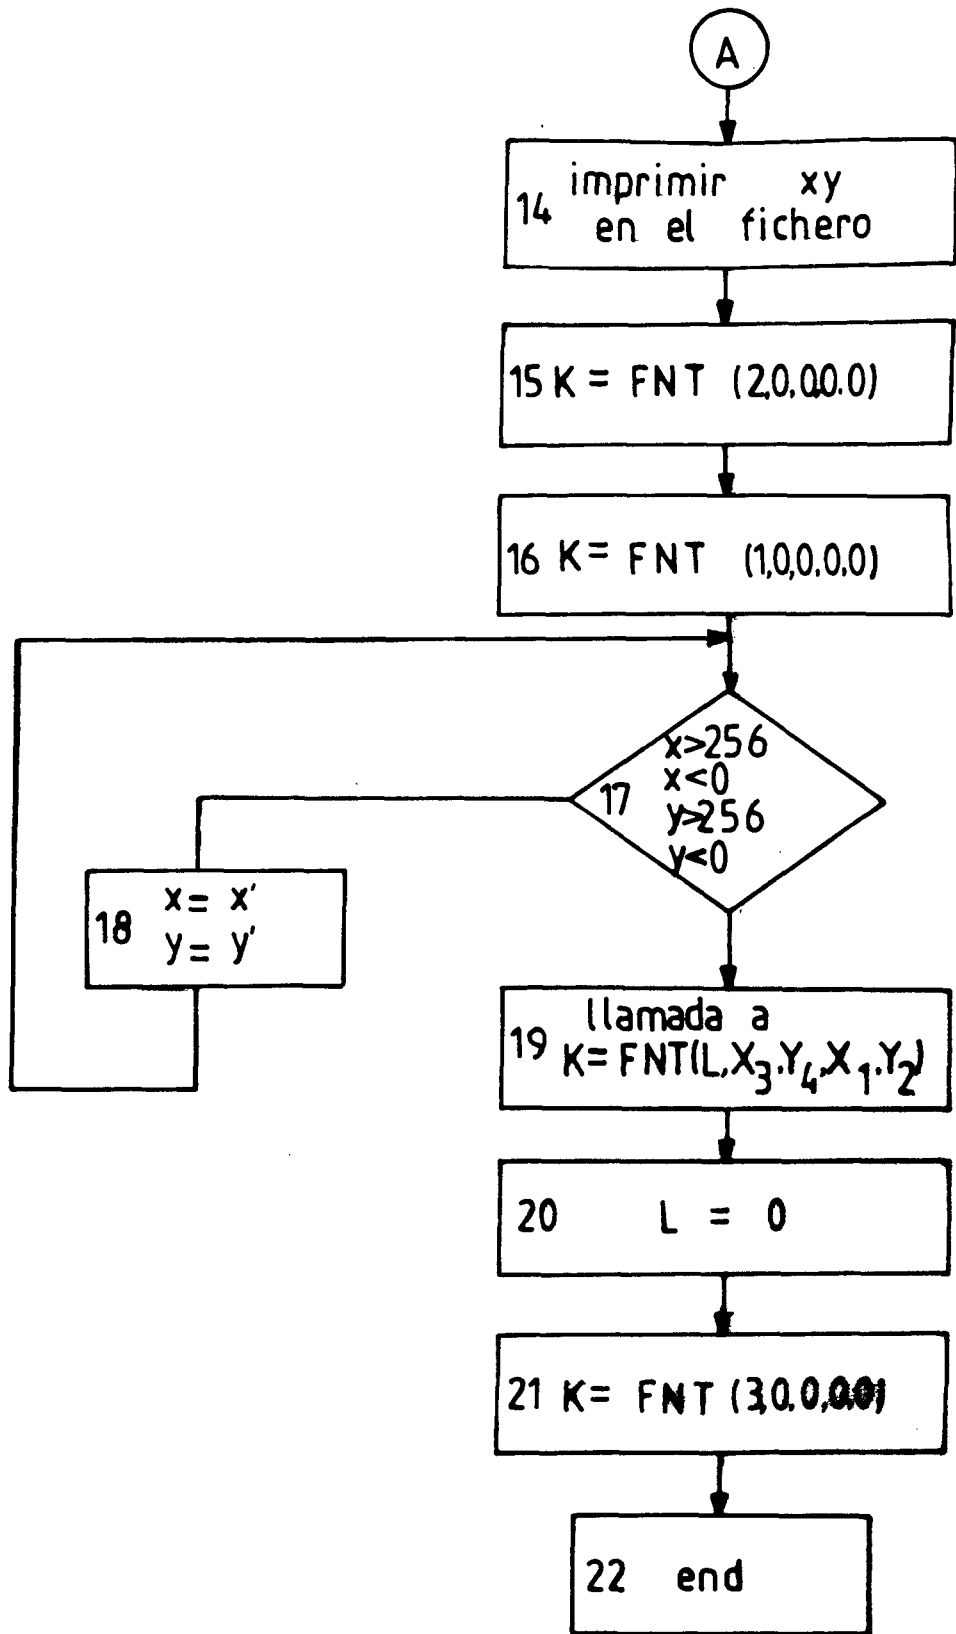 A
imprimir xy
14 en el fichero
15 K = FNT (2,0,0,0.0)
16 K = FNT (1,0,0,0,0)
x>256
x<0
17
y>256
y<0
x = x'
18
y = y'
llamada a
19 K=FNT(L,X3,Y4,X1,Y2)
20 L = 0
21 K = FNT (3,0,0,0,0)
22 end